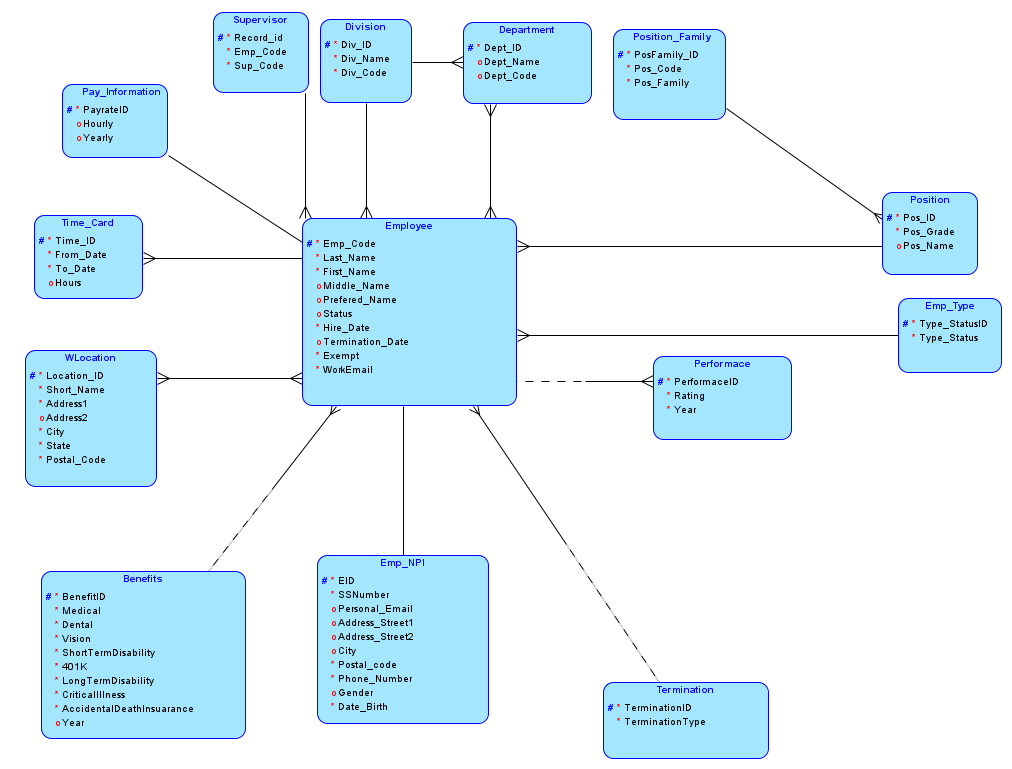 Supervisor
# * Record_id
* Emp_Code
* Sup_Code
Division
# * Div_ID
* Div_Name
* Div_Code
Department
# * Dept_ID
o Dept_Name
o Dept_Code
Position_Family
# * PosFamily_ID
* Pos_Code
* Pos_Family
Pay_Information
# * PayrateID
o Hourly
o Yearly
Time_Card
# * Time_ID
* From_Date
* To_Date
o Hours
Employee
# * Emp_Code
* Last_Name
* First_Name
o Middle_Name
o Prefered_Name
o Status
* Hire_Date
o Termination_Date
* Exempt
* WorkEmail
Position
# * Pos_ID
* Pos_Grade
o Pos_Name
Emp_Type
# * Type_StatusID
* Type_Status
WLocation
# * Location_ID
* Short_Name
* Address1
o Address2
* City
* State
* Postal_Code
Performace
# * PerformaceID
* Rating
* Year
Benefits
# * BenefitID
* Medical
* Dental
* Vision
* ShortTermDisability
* 401K
* LongTermDisability
* CriticalIllness
* AccidentalDeathInsuarance
o Year
Emp_NPI
# * EID
* SSNumber
o Personal_Email
o Address_Street1
o Address_Street2
o City
* Postal_code
* Phone_Number
o Gender
* Date_Birth
Termination
# * TerminationID
* TerminationType